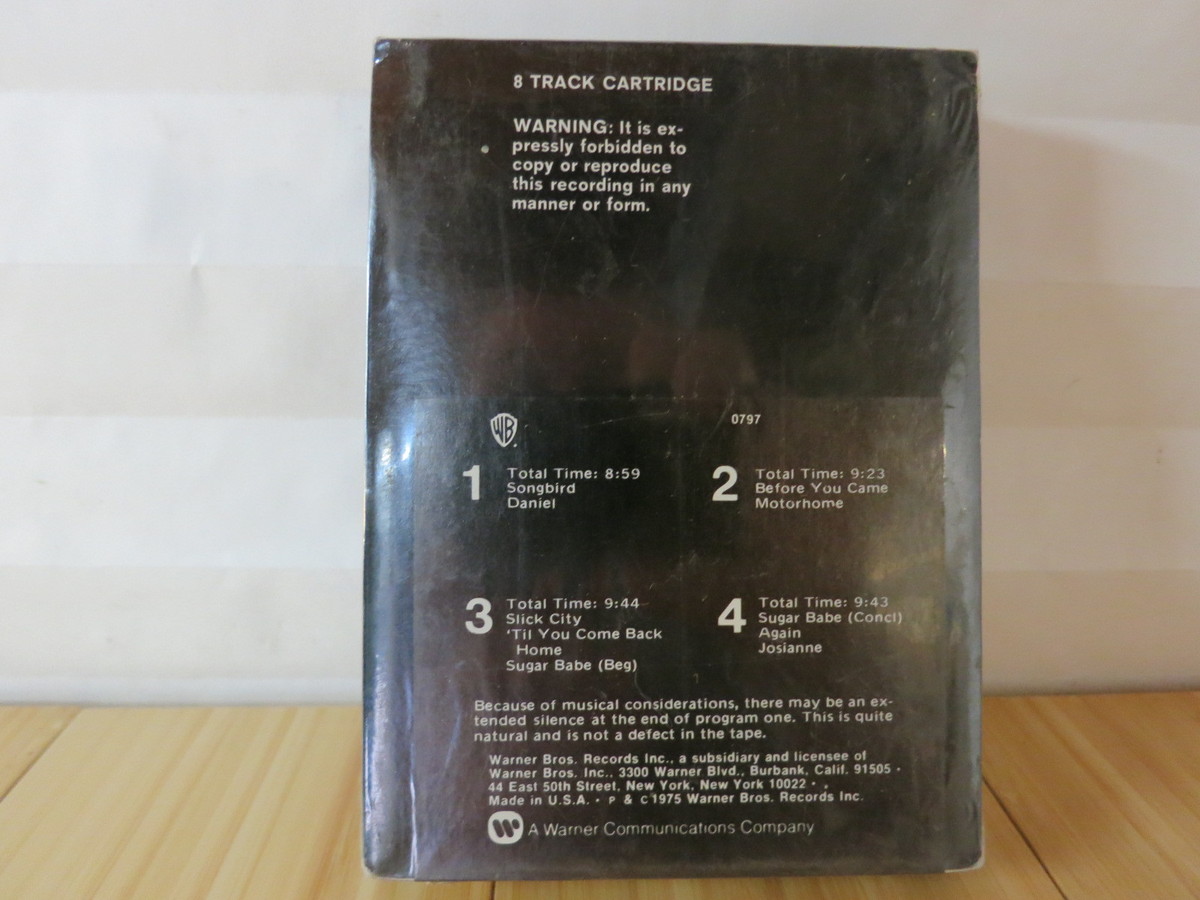 8 TRACK CARTRIDGE
WARNING: It is ex-
pressly forbidden to
copy or reproduce
this recording in any
manner or form.
WB
0797
1
Total Time: 8:59
Songbird
Daniel
2
Total Time: 9:23
Before You Came
Motorhome
3
Total Time: 9:44
Slick City
'Til You Come Back
Home
Sugar Babe (Beg)
4
Total Time: 9:43
Sugar Babe (Concl)
Again
Josianne
Because of musical considerations, there may be an ex-
tended silence at the end of program one. This is quite
natural and is not a defect in the tape.
Warner Bros. Records Inc., a subsidiary and licensee of
Warner Bros. Inc., 3300 Warner Blvd., Burbank, Calif. 91505 •
44 East 50th Street, New York, New York 10022 •
Made in U.S.A. • P & C 1975 Warner Bros. Records Inc.
A Warner Communications Company